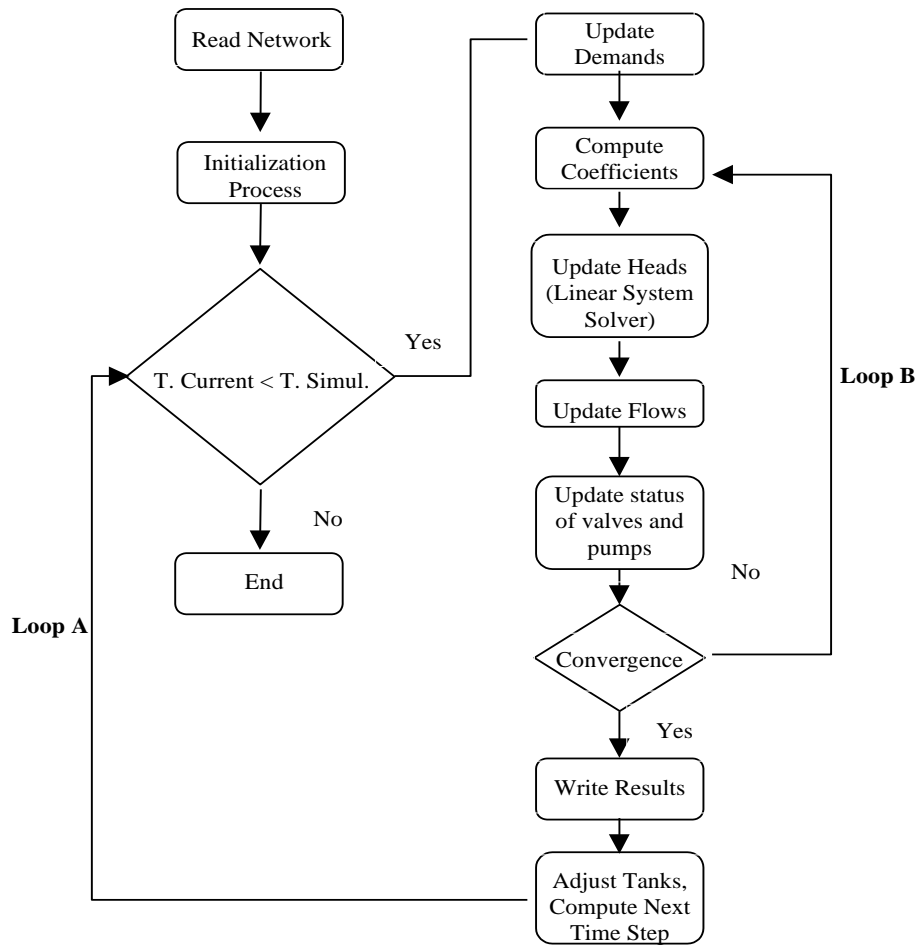 Read Network
Initialization
Process
T. Current < T. Simul.
Yes
No
End
Loop A
Update
Demands
Compute
Coefficients
Update Heads
(Linear System
Solver)
Update Flows
Update status
of valves and
pumps
No
Convergence
Yes
Write Results
Adjust Tanks,
Compute Next
Time Step
Loop B